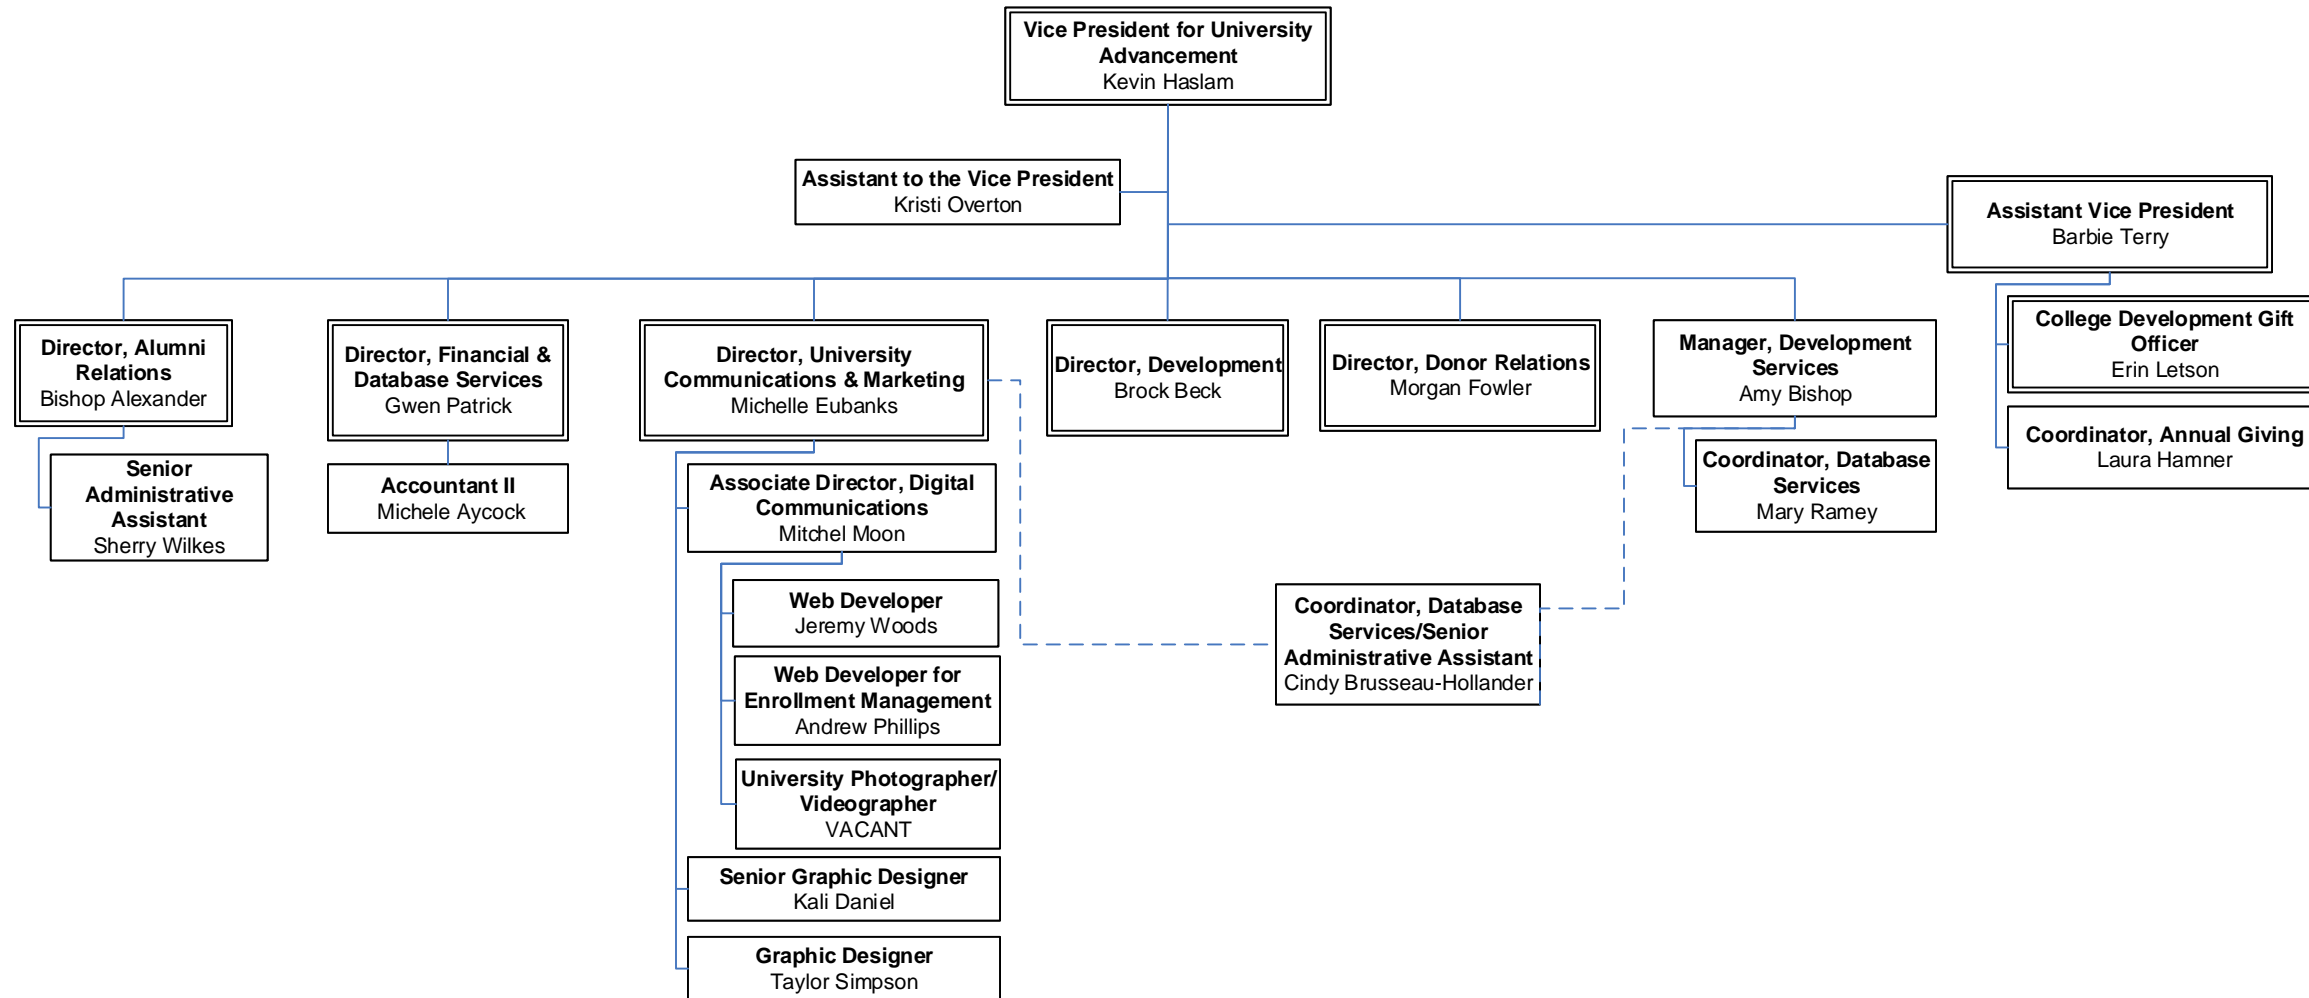 Vice President for University
Advancement
Kevin Haslam
Assistant to the Vice President
Kristi Overton
Assistant Vice President
Barbie Terry
Director, Alumni
Relations
Bishop Alexander
Director, Financial &
Database Services
Gwen Patrick
Director, University
Communications & Marketing
Michelle Eubanks
Director, Development
Brock Beck
Director, Donor Relations
Morgan Fowler
Manager, Development
Services
Amy Bishop
College Development Gift
Officer
Erin Letson
Coordinator, Annual Giving
Laura Hamner
Senior
Administrative
Assistant
Sherry Wilkes
Accountant II
Michele Aycock
Associate Director, Digital
Communications
Mitchel Moon
Coordinator, Database
Services
Mary Ramey
Web Developer
Jeremy Woods
Coordinator, Database
Services/Senior
Administrative Assistant
Cindy Brusseau-Hollander
Web Developer for
Enrollment Management
Andrew Phillips
University Photographer/
Videographer
VACANT
Senior Graphic Designer
Kali Daniel
Graphic Designer
Taylor Simpson